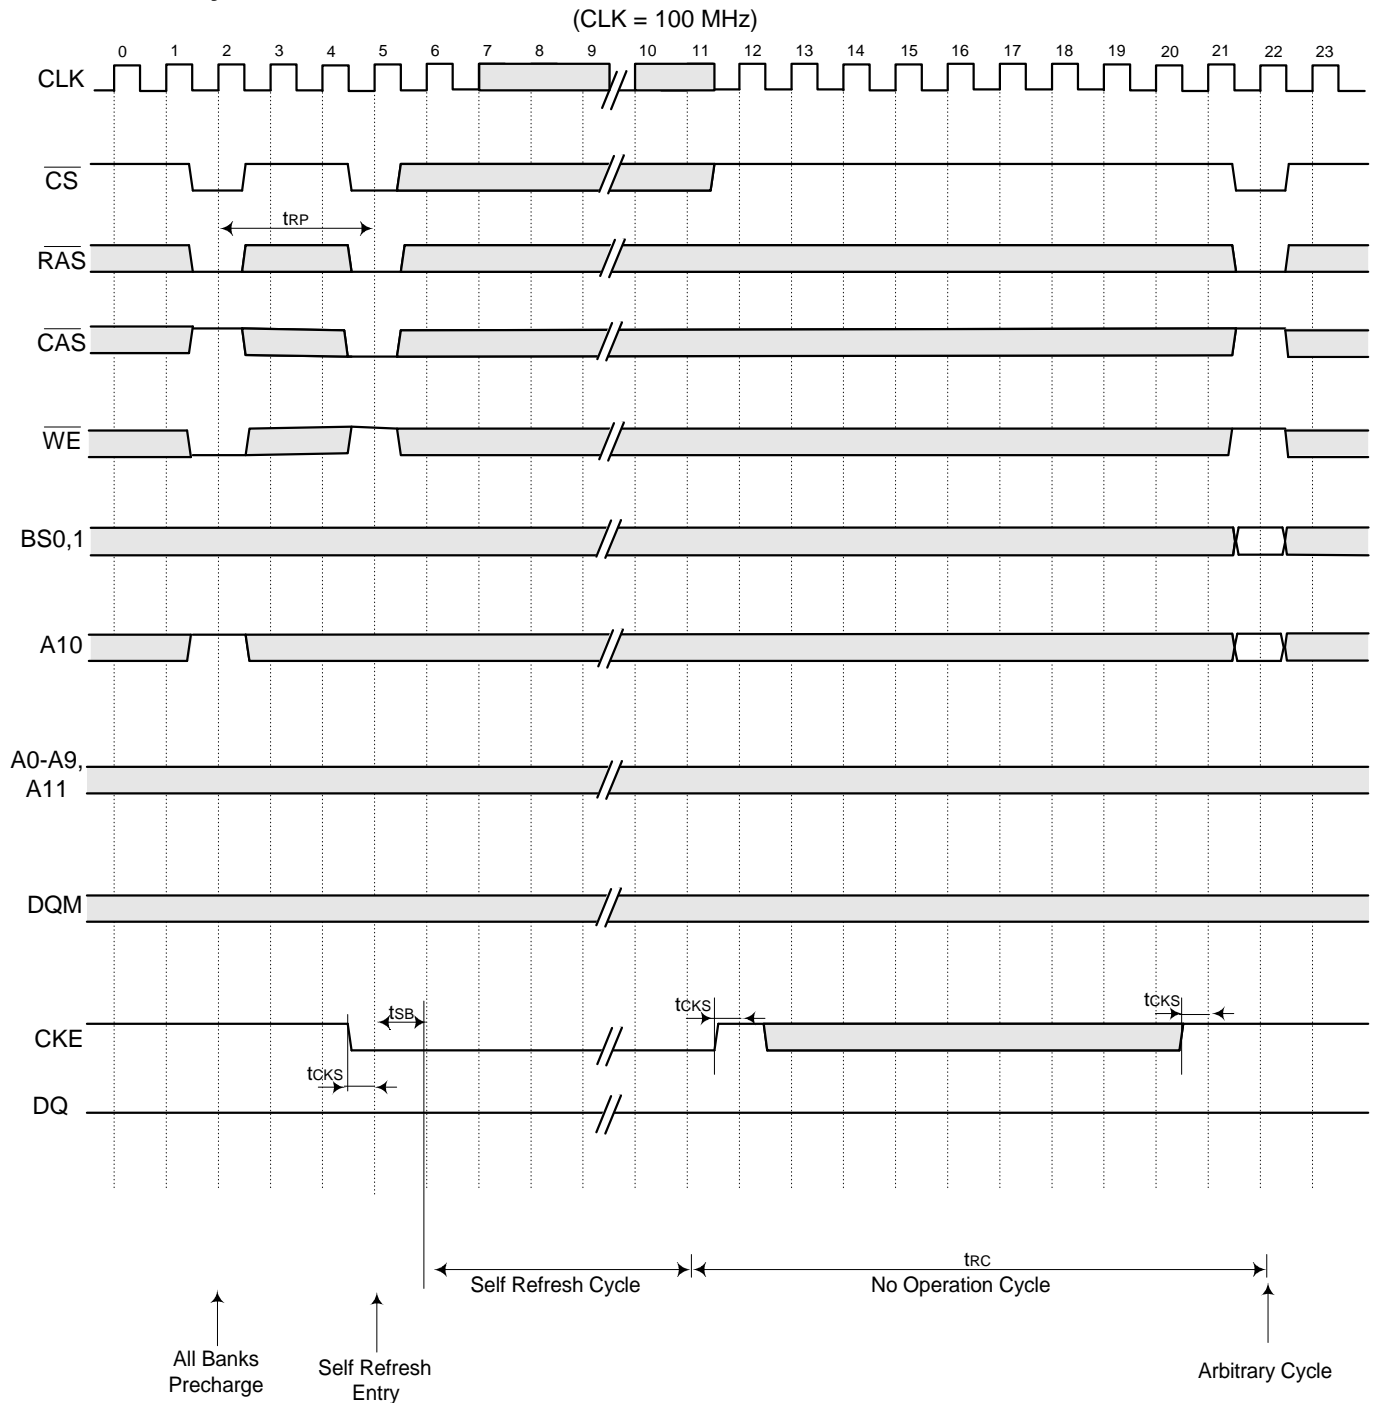 (CLK = 100 MHz)
0 1 2 3 4 5 6 7 8 9 10 11 12 13 14 15 16 17 18 19 20 21 22 23
CLK
CS
tRP
RAS
CAS
WE
BS0,1
A10
A0-A9,
A11
DQM
tSB
tCKS
tCKS
CKE
tCKS
DQ
tRC
Self Refresh Cycle
No Operation Cycle
All Banks
Precharge
Self Refresh
Entry
Arbitrary Cycle